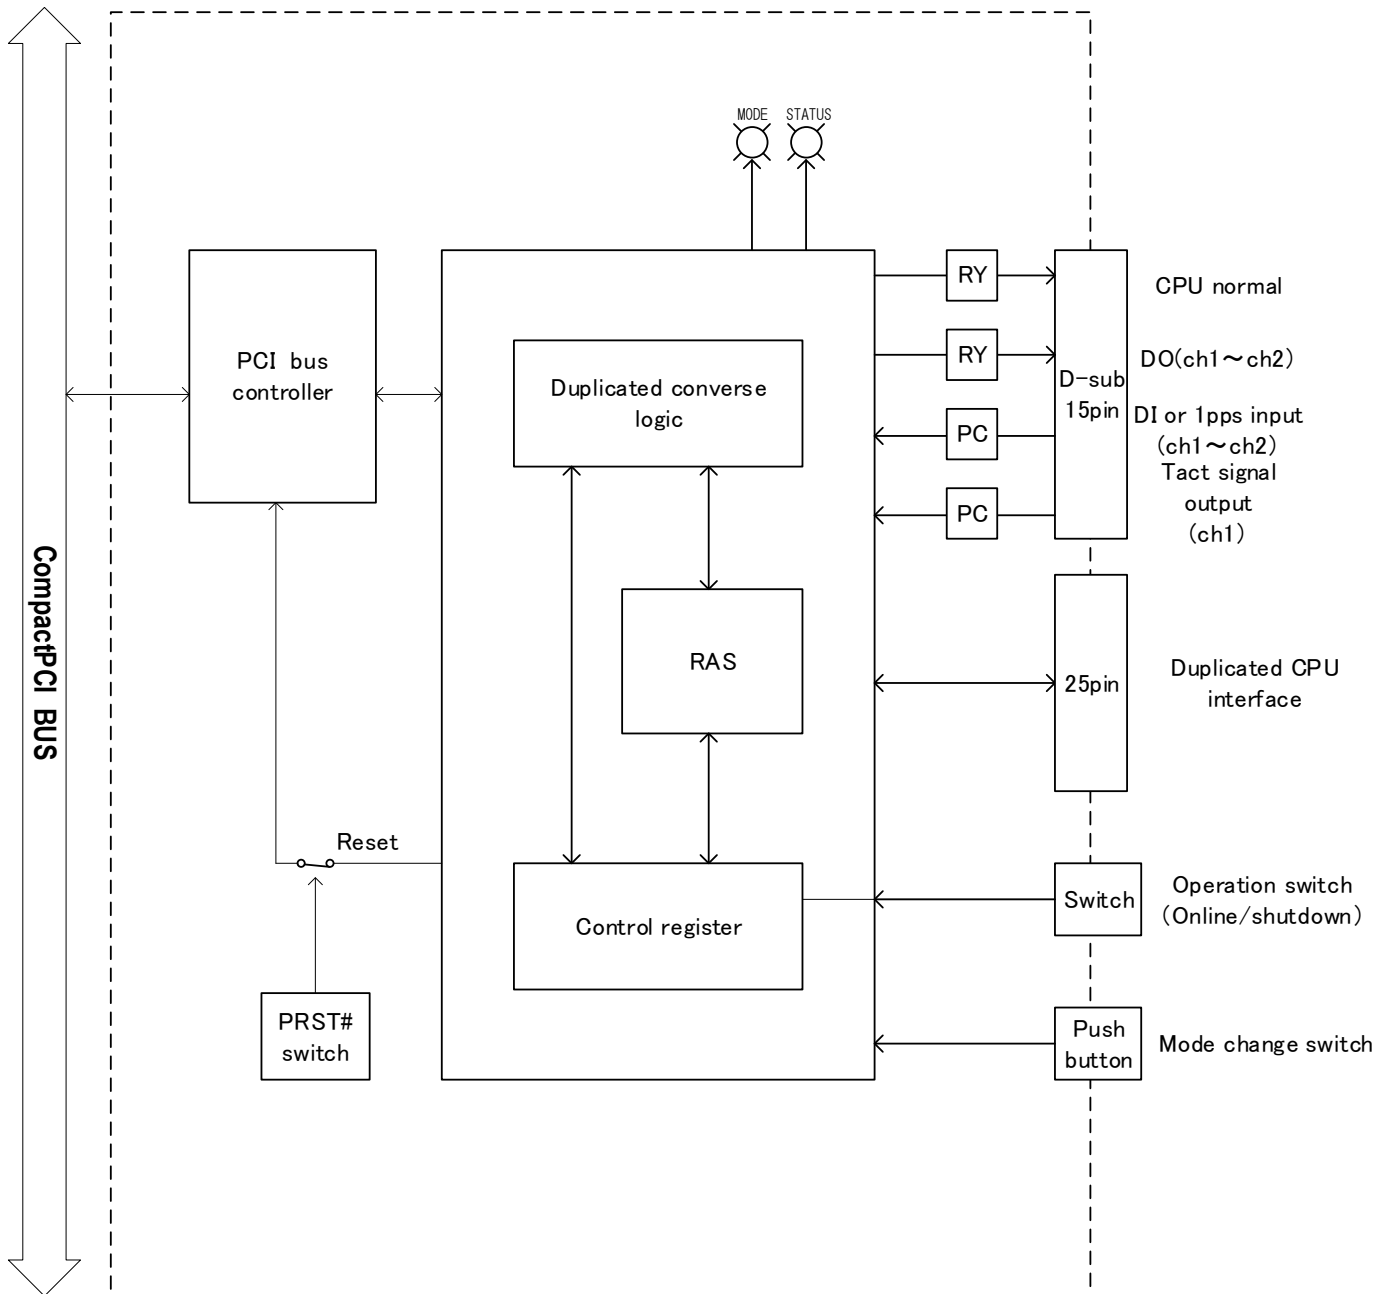 MODE STATUS
CompactPCI BUS
PCI bus
controller
Duplicated converse
logic
RAS
Control register
Reset
PRST#
switch
RY
RY
PC
PC
D-sub
15pin
CPU normal
DO(ch1～ch2)
DI or 1pps input
(ch1～ch2)
Tact signal
output
(ch1)
25pin
Duplicated CPU
interface
Switch
Operation switch
(Online/shutdown)
Push
button
Mode change switch